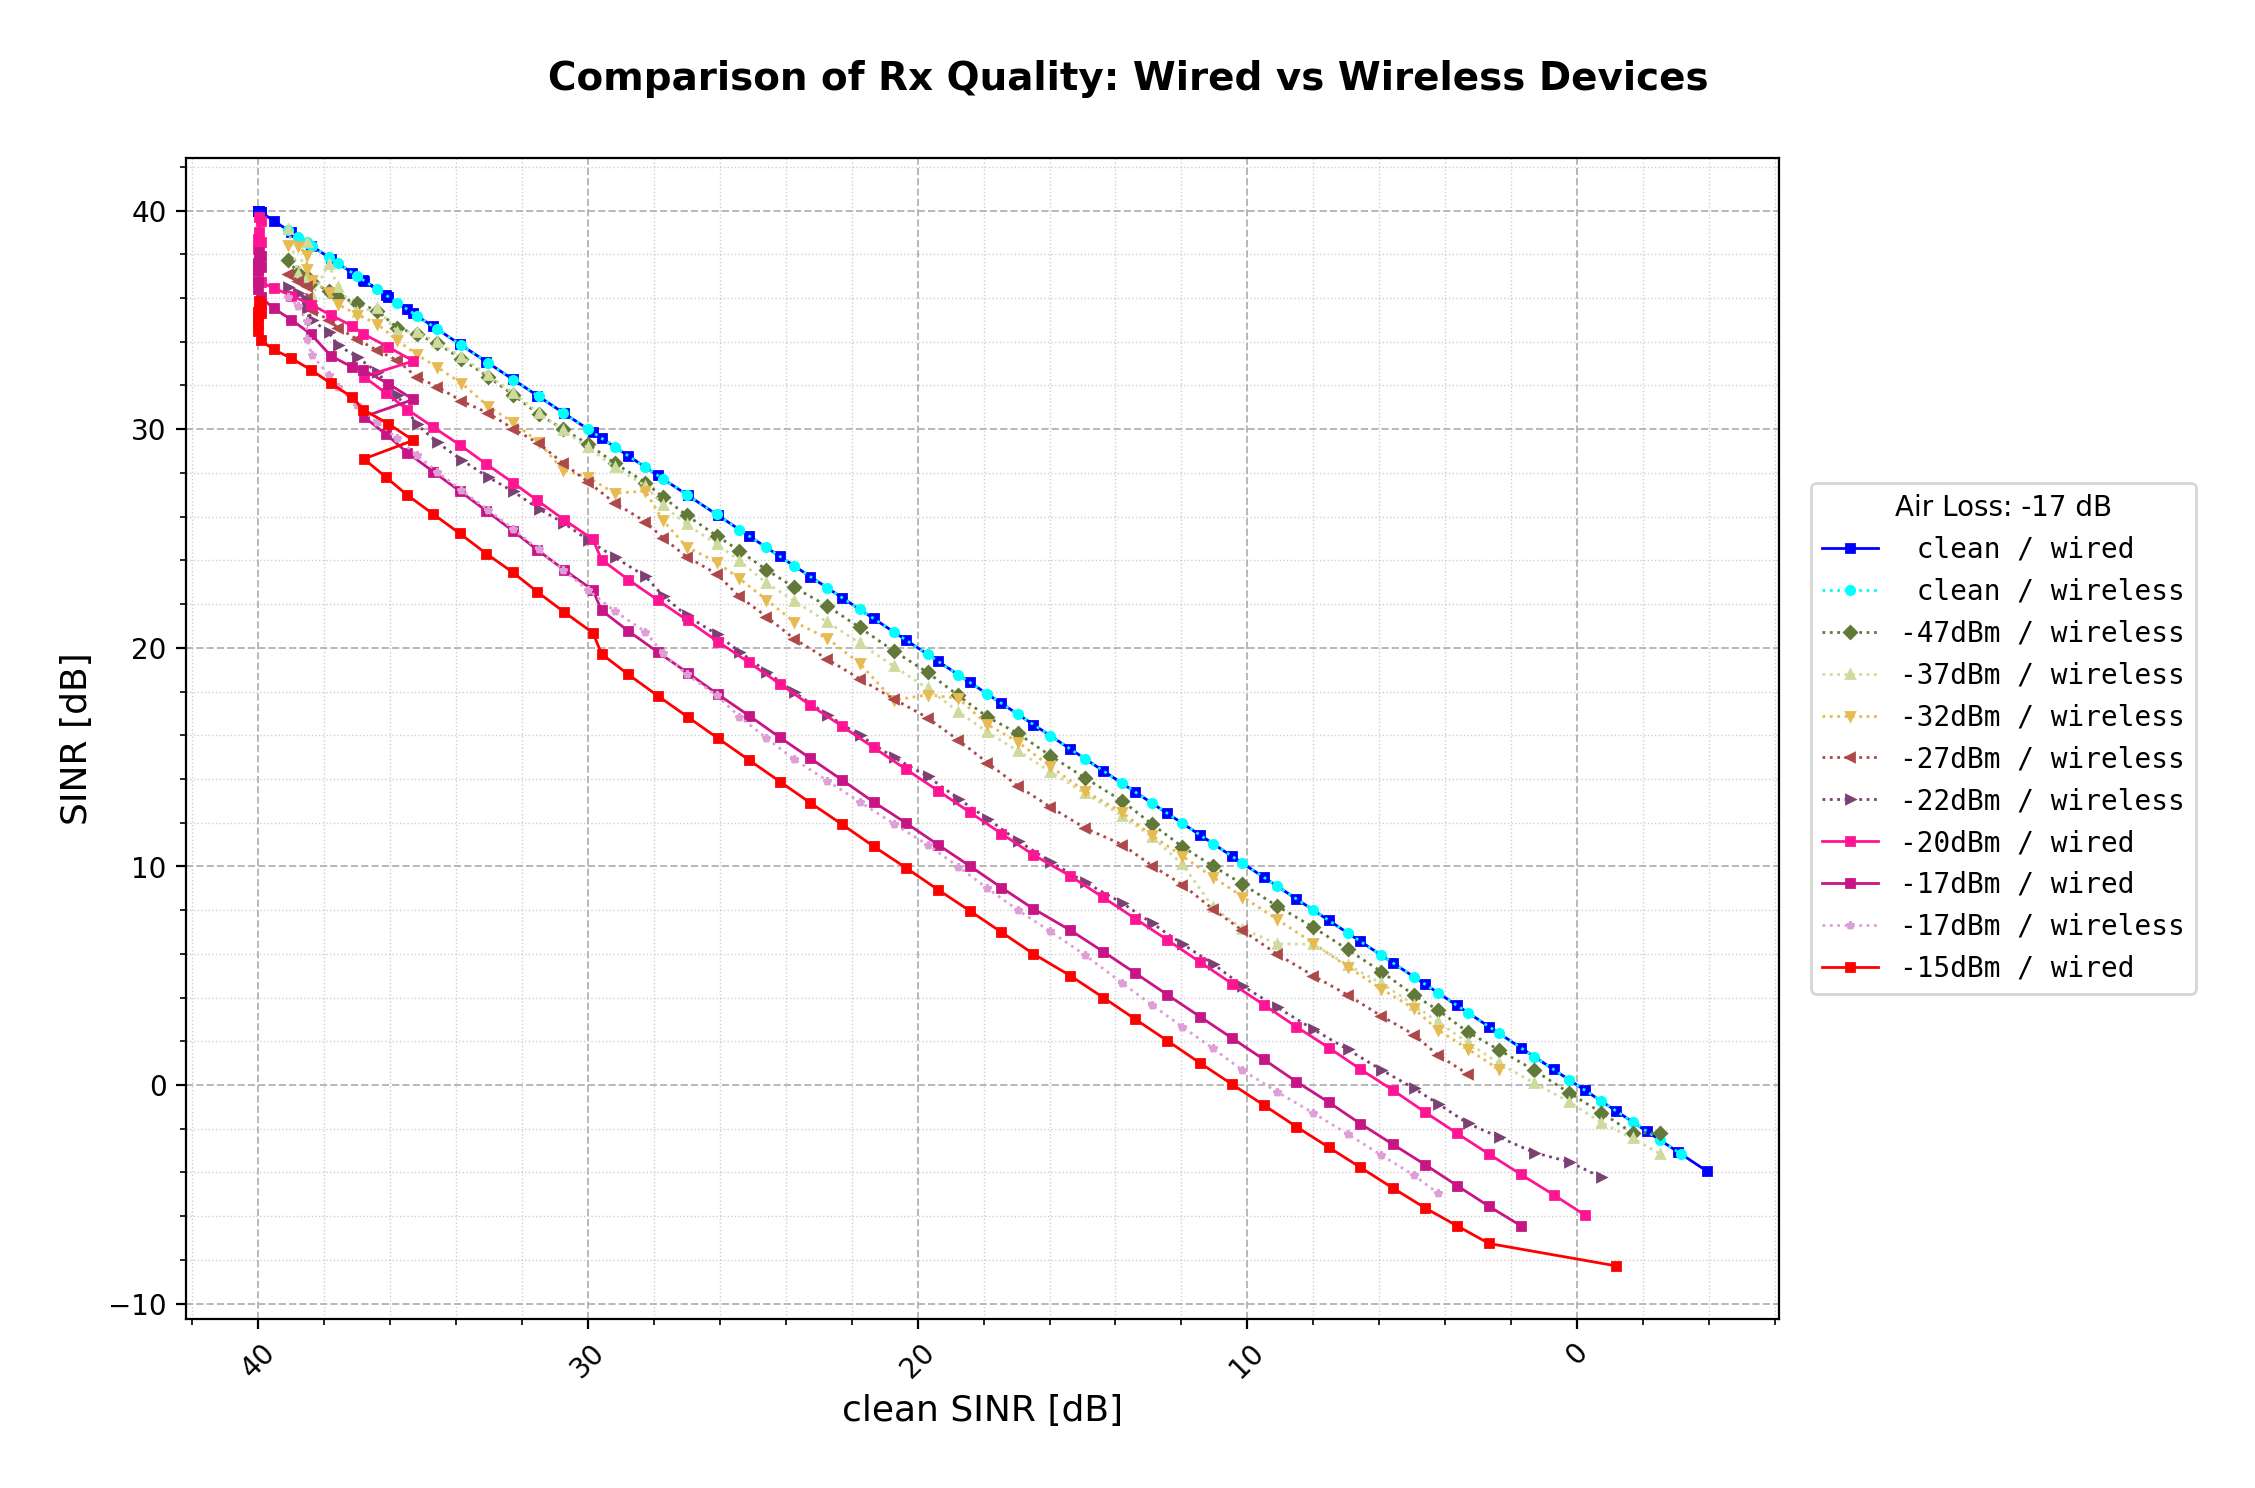 Comparison of Rx Quality: Wired vs Wireless Devices
40
30
20
10
0
−10
SINR [dB]
40
30
20
10
0
clean SINR [dB]
Air Loss: -17 dB
clean / wired
clean / wireless
-47dBm / wireless
-37dBm / wireless
-32dBm / wireless
-27dBm / wireless
-22dBm / wireless
-20dBm / wired
-17dBm / wired
-17dBm / wireless
-15dBm / wired